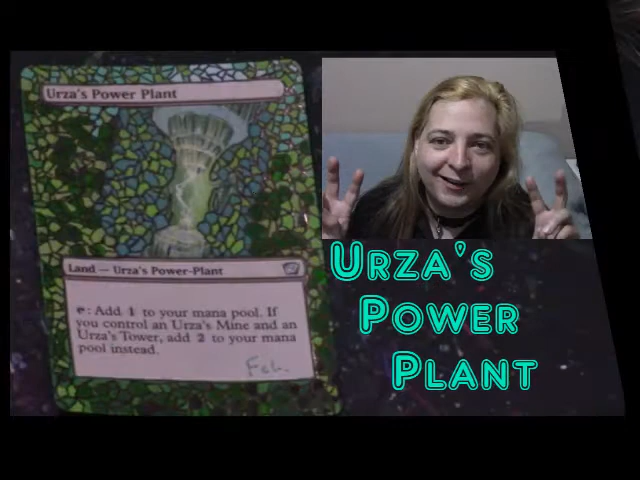 Urza's Power Plant
Land — Urza's Power-Plant
T: Add 1 to your mana pool. If
you control an Urza's Mine and an
Urza's Tower, add 2 to your mana
pool instead.
URZA'S
POWER
PLANT